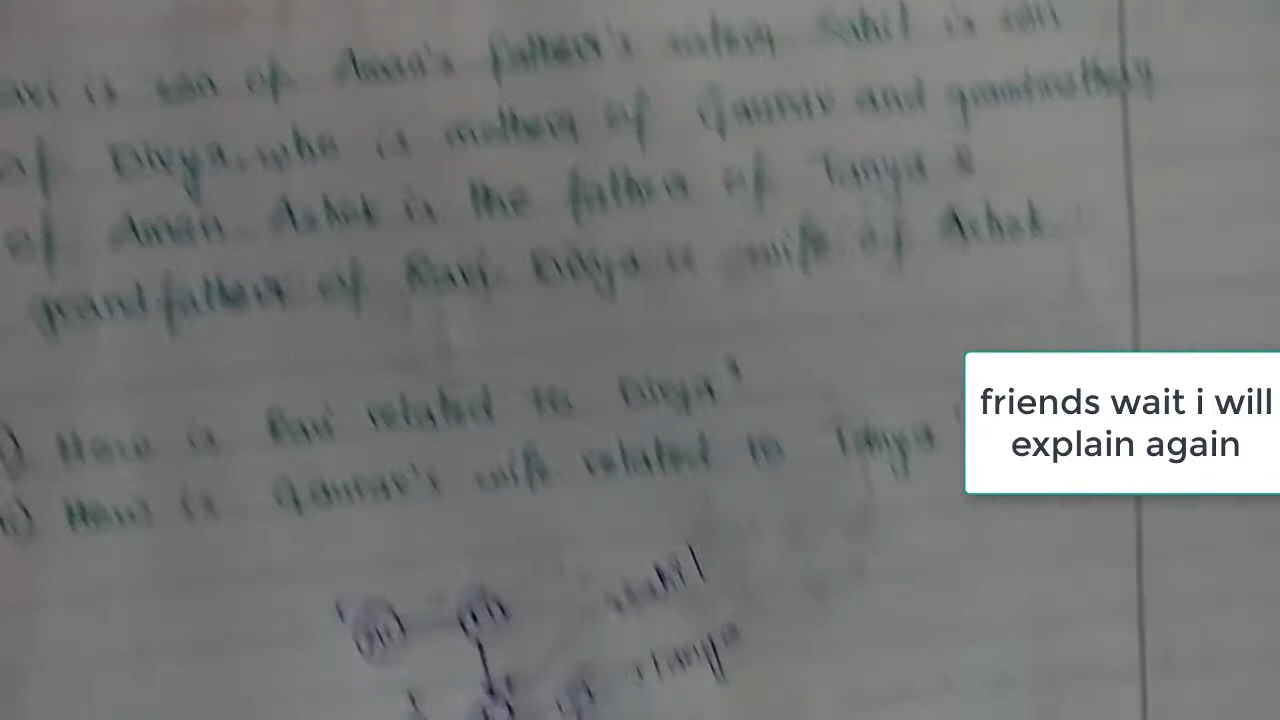 is son of Aman's father's sister Sahil is son
of Divya, who is mother of Gaurav and grandmother
of Aman. Ashok is the father of Tanya &
grandfather of Ravi. Divya is wife of Ashok
i) How is Ravi related to Divya?
ii) How is Gaurav's wife related to Tanya
friends wait i will
explain again
sahil